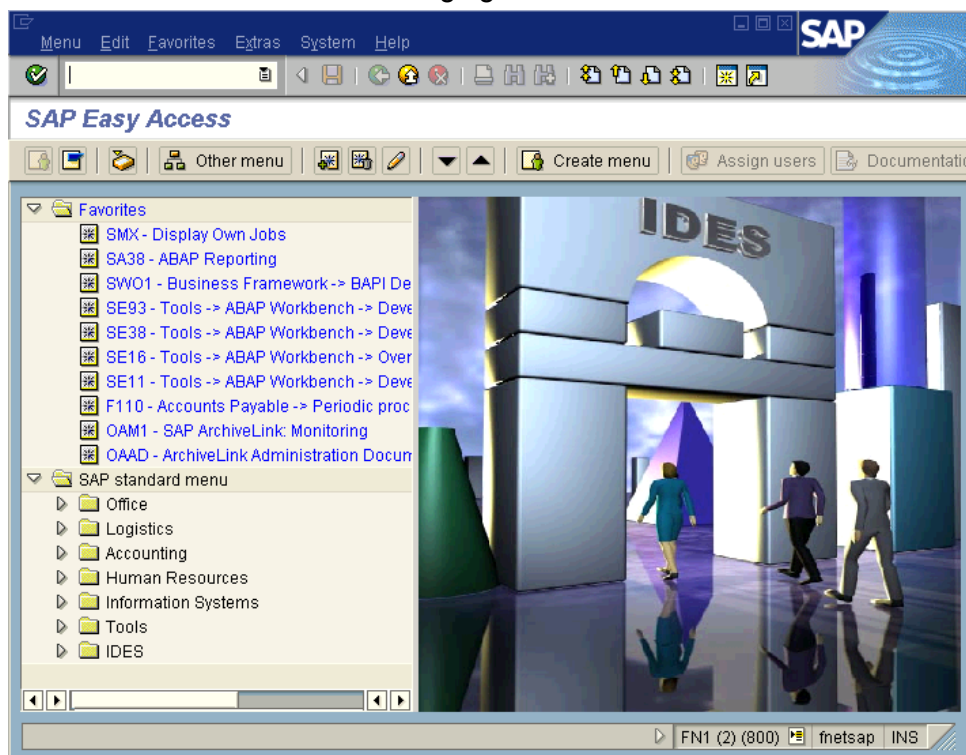 Menu Edit Favorites Extras System Help
SAP
SAP Easy Access
Other menu Create menu Assign users Documentatio
Favorites
SMX - Display Own Jobs
SA38 - ABAP Reporting
SWO1 - Business Framework -> BAPI De
SE93 - Tools -> ABAP Workbench -> Deve
SE38 - Tools -> ABAP Workbench -> Deve
SE16 - Tools -> ABAP Workbench -> Over
SE11 - Tools -> ABAP Workbench -> Deve
F110 - Accounts Payable -> Periodic proc
OAM1 - SAP ArchiveLink: Monitoring
OAAD - ArchiveLink Administration Docum
SAP standard menu
Office
Logistics
Accounting
Human Resources
Information Systems
Tools
IDES
IDES
FN1 (2) (800) fnetsap INS